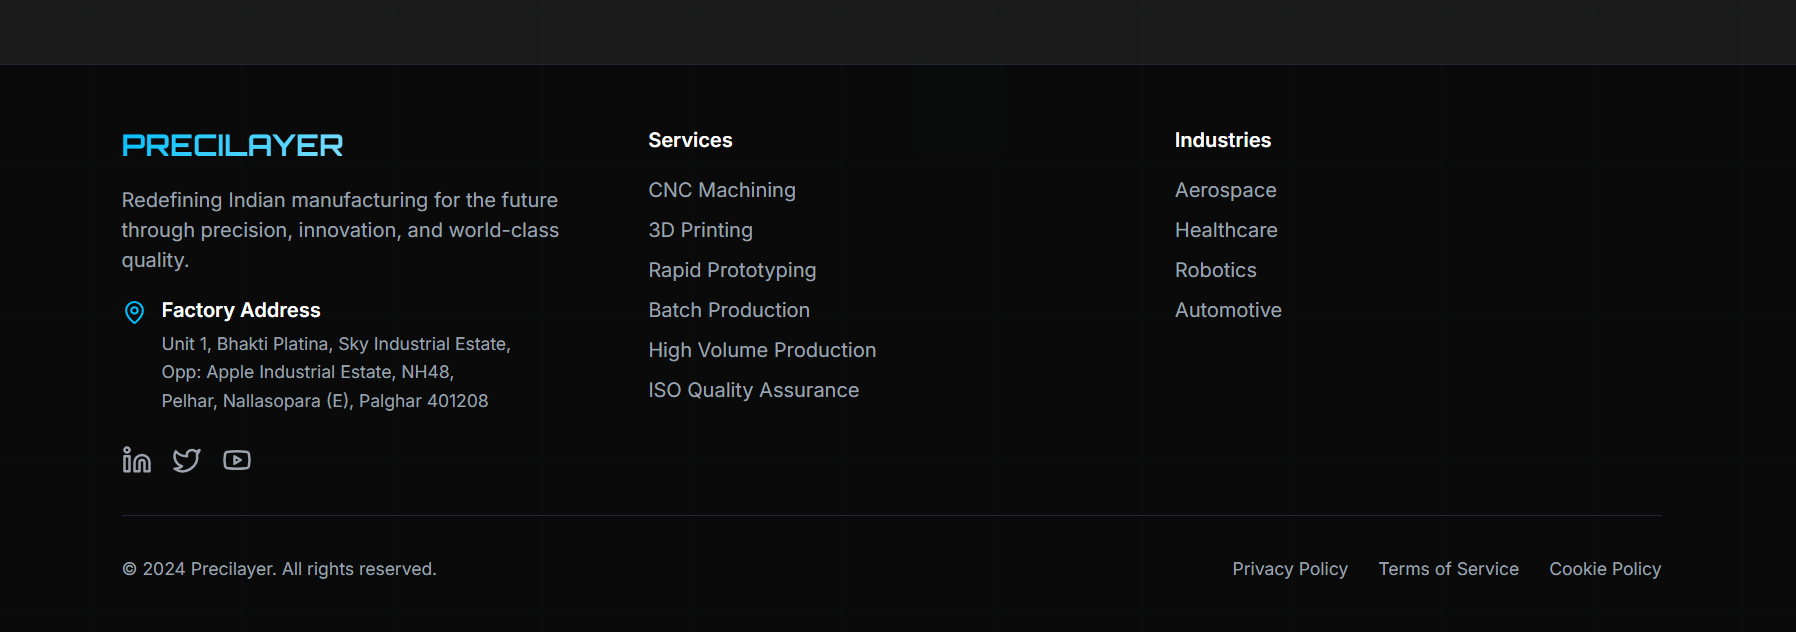 PRECILAYER
Redefining Indian manufacturing for the future
through precision, innovation, and world-class
quality.
Factory Address
Unit 1, Bhakti Platina, Sky Industrial Estate,
Opp: Apple Industrial Estate, NH48,
Pelhar, Nallasopara (E), Palghar 401208
Services
CNC Machining
3D Printing
Rapid Prototyping
Batch Production
High Volume Production
ISO Quality Assurance
Industries
Aerospace
Healthcare
Robotics
Automotive
© 2024 Precilayer. All rights reserved.
Privacy Policy
Terms of Service
Cookie Policy